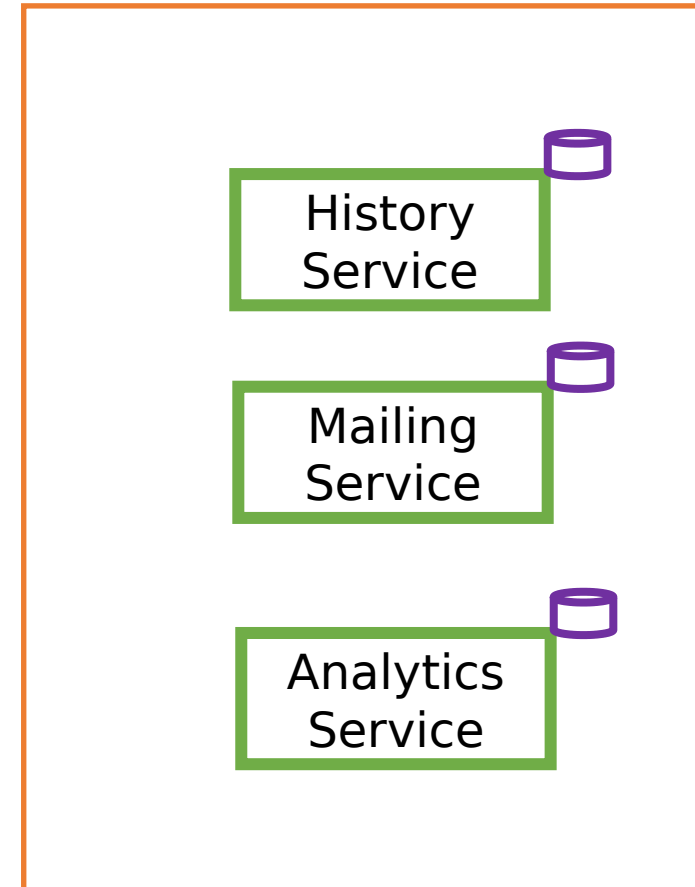 History
Service
Mailing
Service
Analytics
Service